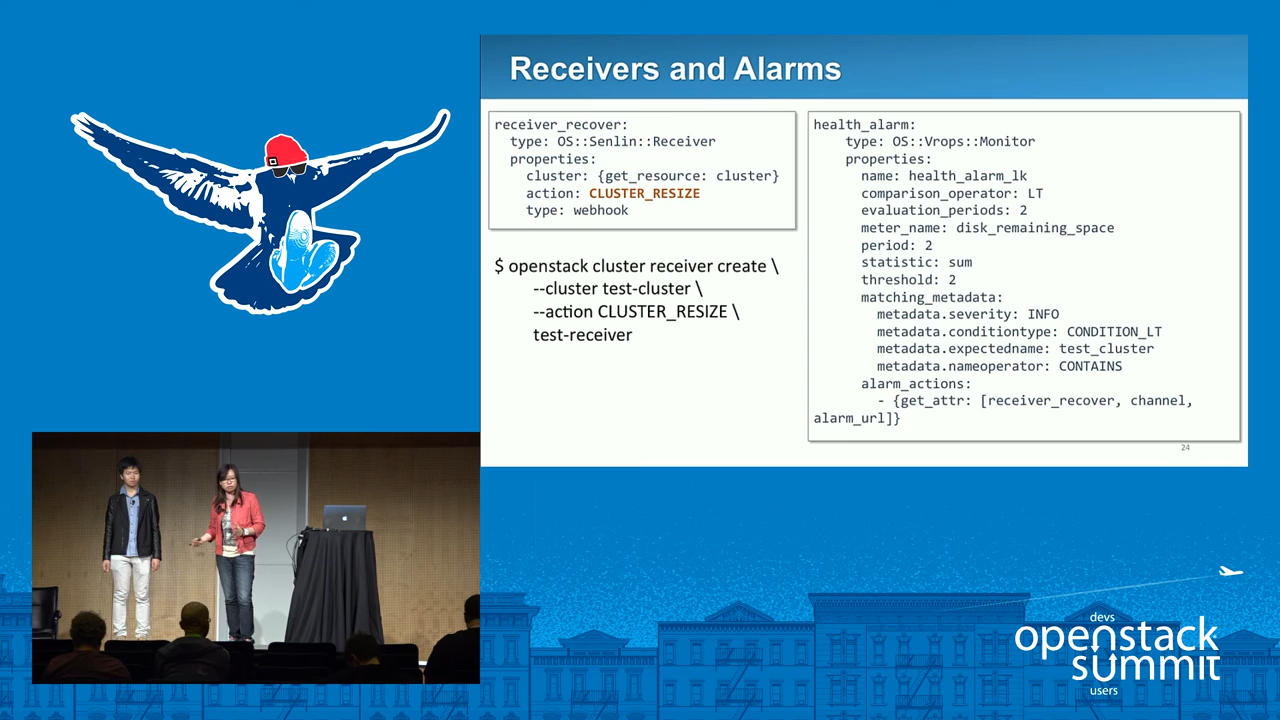 Receivers and Alarms
receiver_recover:
type: OS::Senlin::Receiver
properties:
cluster: {get_resource: cluster}
action: CLUSTER_RESIZE
type: webhook
$ openstack cluster receiver create \
--cluster test-cluster \
--action CLUSTER_RESIZE \
test-receiver
health_alarm:
type: OS::Vrops::Monitor
properties:
name: health_alarm_lk
comparison_operator: LT
evaluation_periods: 2
meter_name: disk_remaining_space
period: 2
statistic: sum
threshold: 2
matching_metadata:
metadata.severity: INFO
metadata.conditiontype: CONDITION_LT
metadata.expectedname: test_cluster
metadata.nameoperator: CONTAINS
alarm_actions:
- {get_attr: [receiver_recover, channel,
alarm_url]}
24
devs
openstack
summit
users